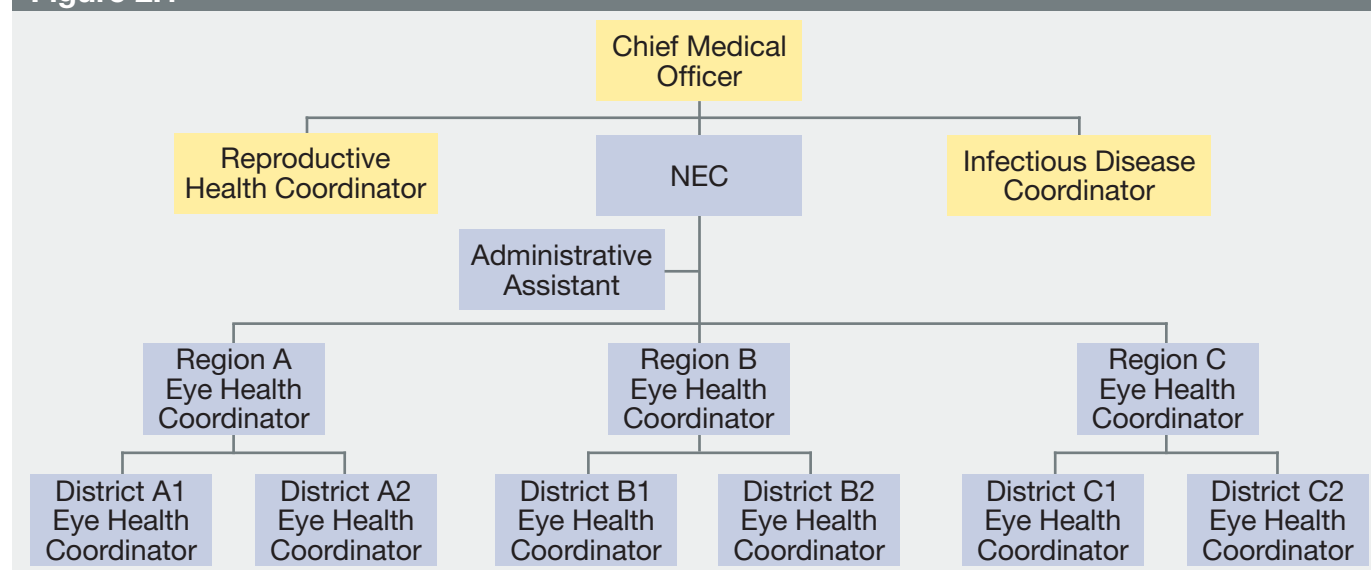 Chief Medical
Officer
Reproductive
Health Coordinator
NEC
Infectious Disease
Coordinator
Administrative
Assistant
Region A
Eye Health
Coordinator
Region B
Eye Health
Coordinator
Region C
Eye Health
Coordinator
District A1
Eye Health
Coordinator
District A2
Eye Health
Coordinator
District B1
Eye Health
Coordinator
District B2
Eye Health
Coordinator
District C1
Eye Health
Coordinator
District C2
Eye Health
Coordinator